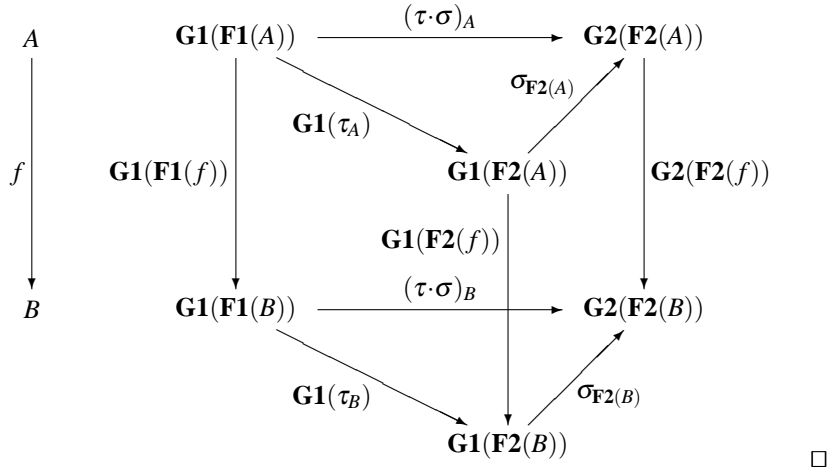 A G1(F1(A)) (τ·σ)_A G2(F2(A))
σ_F2(A)
G1(τ_A)
f G1(F1(f)) G1(F2(A)) G2(F2(f))
G1(F2(f))
B G1(F1(B)) (τ·σ)_B G2(F2(B))
G1(τ_B) σ_F2(B)
G1(F2(B))
□